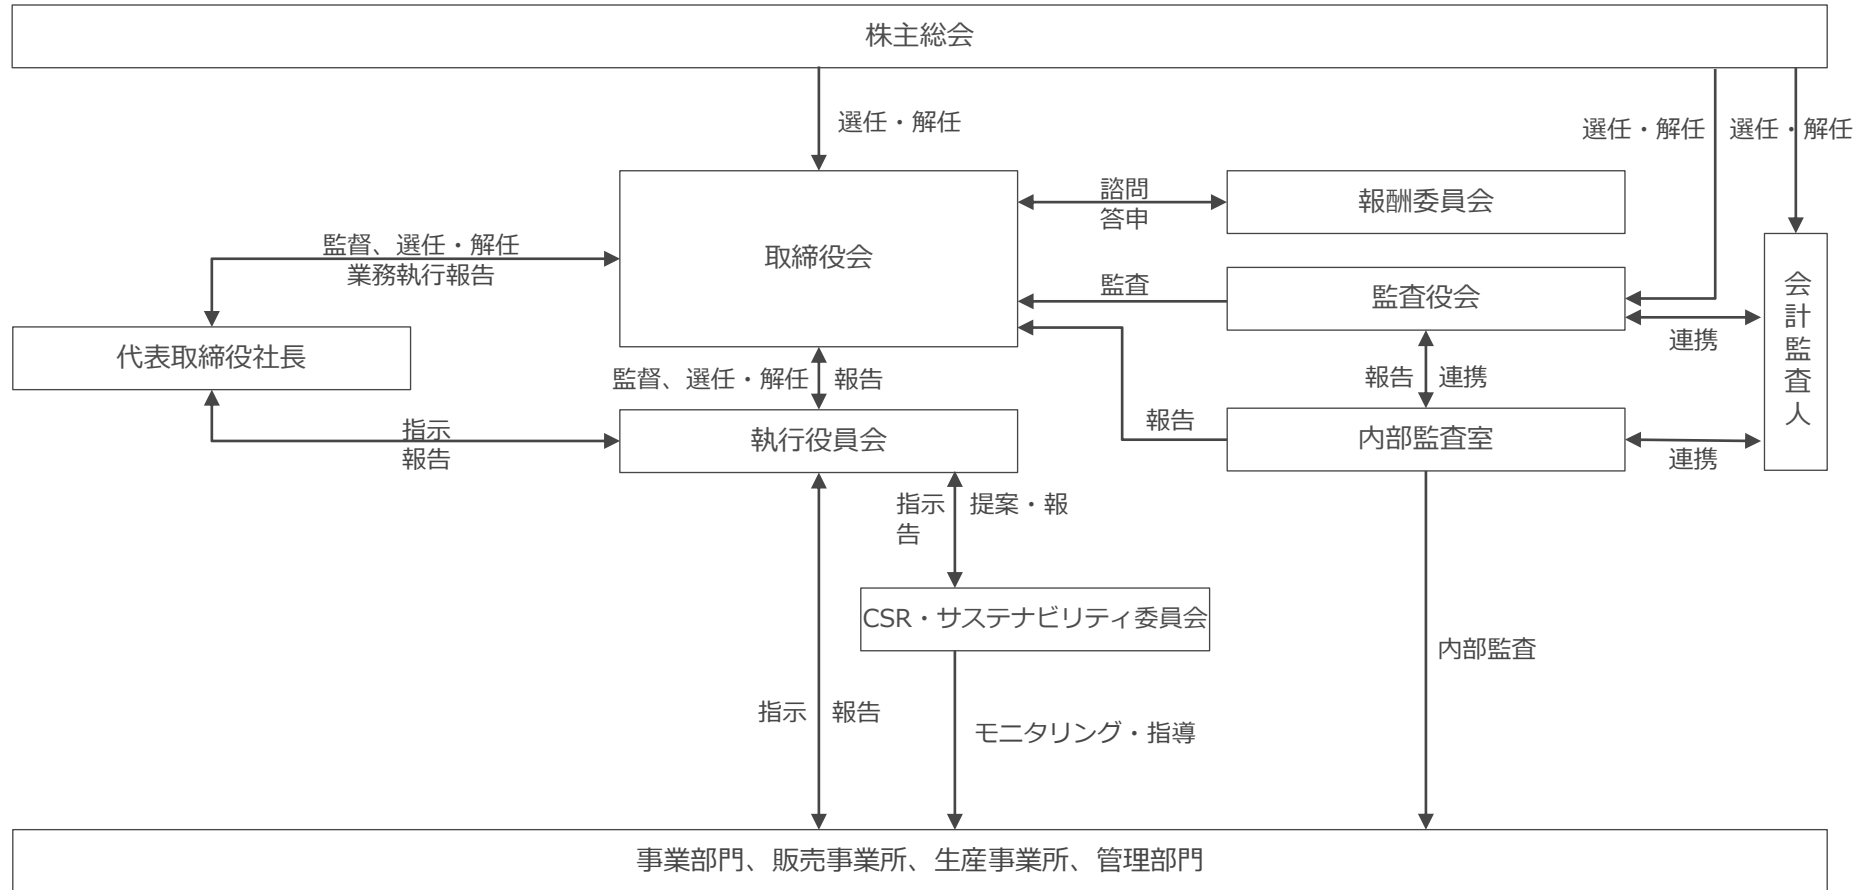 株主総会
選任・解任
選任・解任
選任・解任
取締役会
諮問
答申
報酬委員会
監督、選任・解任
業務執行報告
監査
監査役会
会計監査人
連携
代表取締役社長
監督、選任・解任
報告
報告
連携
指示
報告
執行役員会
報告
内部監査室
連携
指示　提案・報
告
CSR・サステナビリティ委員会
内部監査
指示
報告
モニタリング・指導
事業部門、販売事業所、生産事業所、管理部門